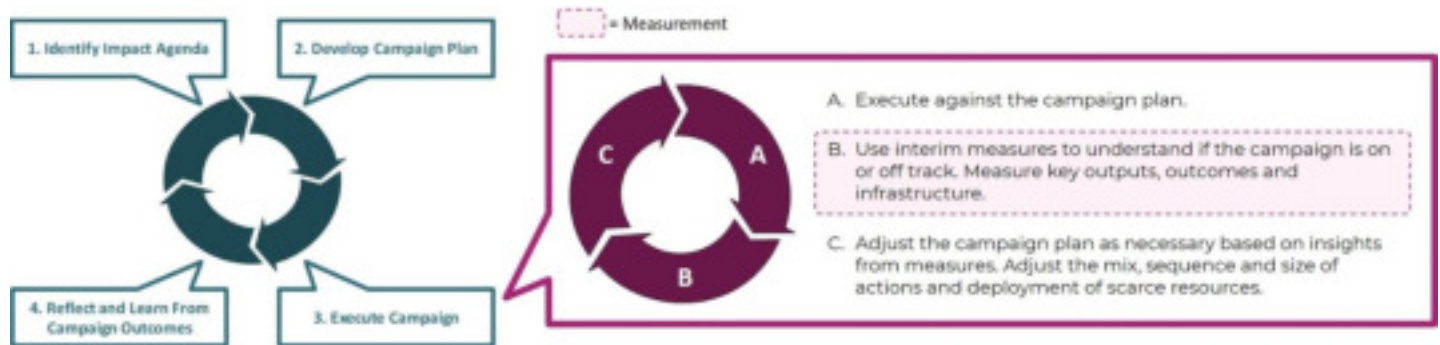 1. Identify Impact Agenda
2. Develop Campaign Plan
4. Reflect and Learn From
Campaign Outcomes
3. Execute Campaign
= Measurement
A
B
C
A. Execute against the campaign plan.
B. Use interim measures to understand if the campaign is on
or off track. Measure key outputs, outcomes and
infrastructure.
C. Adjust the campaign plan as necessary based on insights
from measures. Adjust the mix, sequence and size of
actions and deployment of scarce resources.